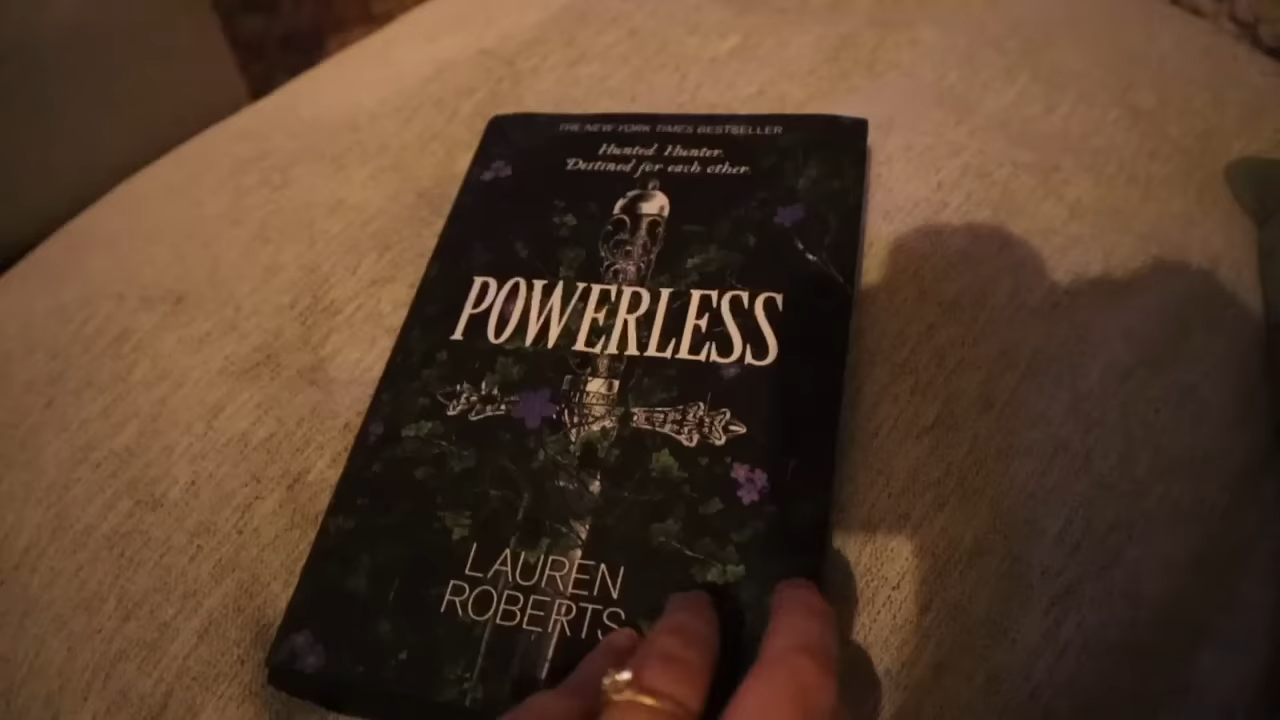 THE NEW YORK TIMES BESTSELLER
Hunted. Hunter.
Destined for each other.
POWERLESS
LAUREN
ROBERTS